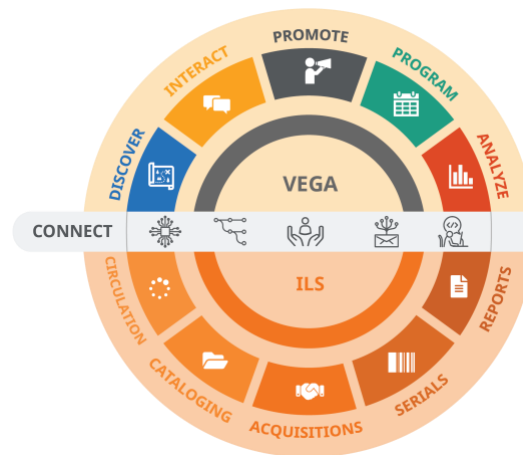 PROMOTE
INTERACT
PROGRAM
DISCOVER
ANALYZE
VEGA
CONNECT
ILS
CIRCULATION
REPORTS
CATALOGING
SERIALS
ACQUISITIONS